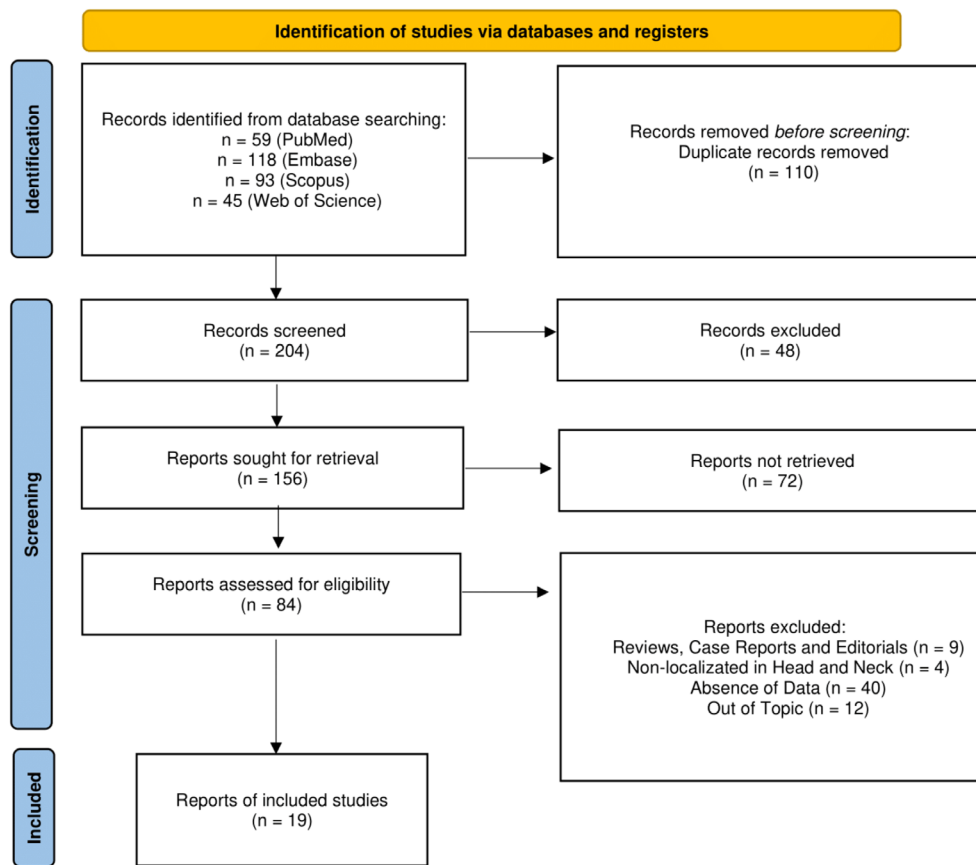 Identification of studies via databases and registers
Identification
Records identified from database searching:
n = 59 (PubMed)
n = 118 (Embase)
n = 93 (Scopus)
n = 45 (Web of Science)
Records removed before screening:
Duplicate records removed
(n = 110)
Screening
Records screened
(n = 204)
Records excluded
(n = 48)
Reports sought for retrieval
(n = 156)
Reports not retrieved
(n = 72)
Reports assessed for eligibility
(n = 84)
Reports excluded:
Reviews, Case Reports and Editorials (n = 9)
Non-localizated in Head and Neck (n = 4)
Absence of Data (n = 40)
Out of Topic (n = 12)
Included
Reports of included studies
(n = 19)